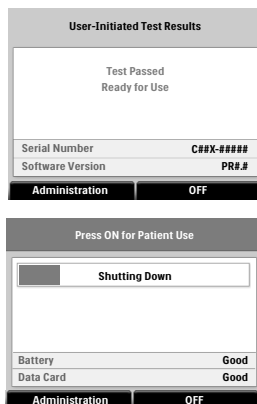 User-Initiated Test Results
Test Passed
Ready for Use
Serial Number C##X-#####
Software Version PR#.#
Administration OFF
Press ON for Patient Use
Shutting Down
Battery Good
Data Card Good
Administration OFF